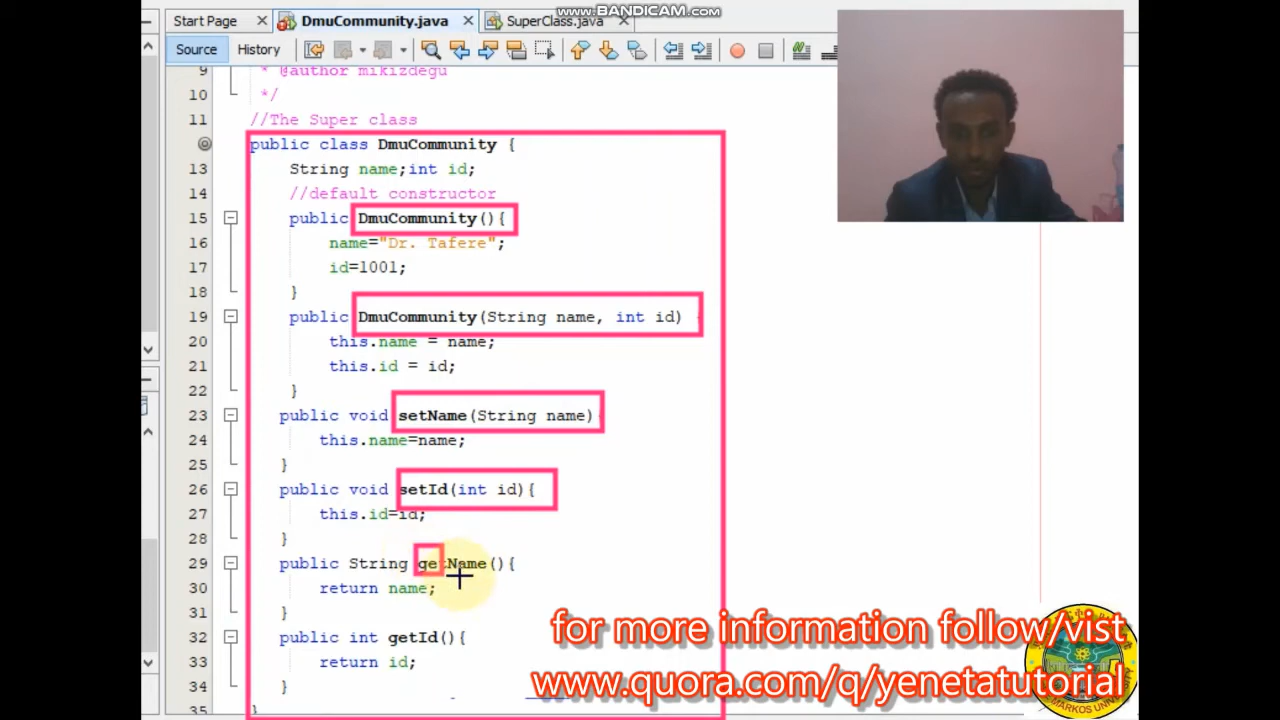 www.BANDICAM.com
Start Page DmuCommunity.java SuperClass.java
Source History
9 * @author mikizdegu
10 */
11 //The Super class
public class DmuCommunity {
13 String name;int id;
14 //default constructor
15 public DmuCommunity(){
16 name="Dr. Tafere";
17 id=1001;
18 }
19 public DmuCommunity(String name, int id)
20 this.name = name;
21 this.id = id;
22 }
23 public void setName(String name)
24 this.name=name;
25 }
26 public void setId(int id){
27 this.id=id;
28 }
29 public String getName(){
30 return name;
31 }
32 public int getId(){
33 return id;
34 }
35 }
for more information follow/vist
www.quora.com/q/yenetatutorial